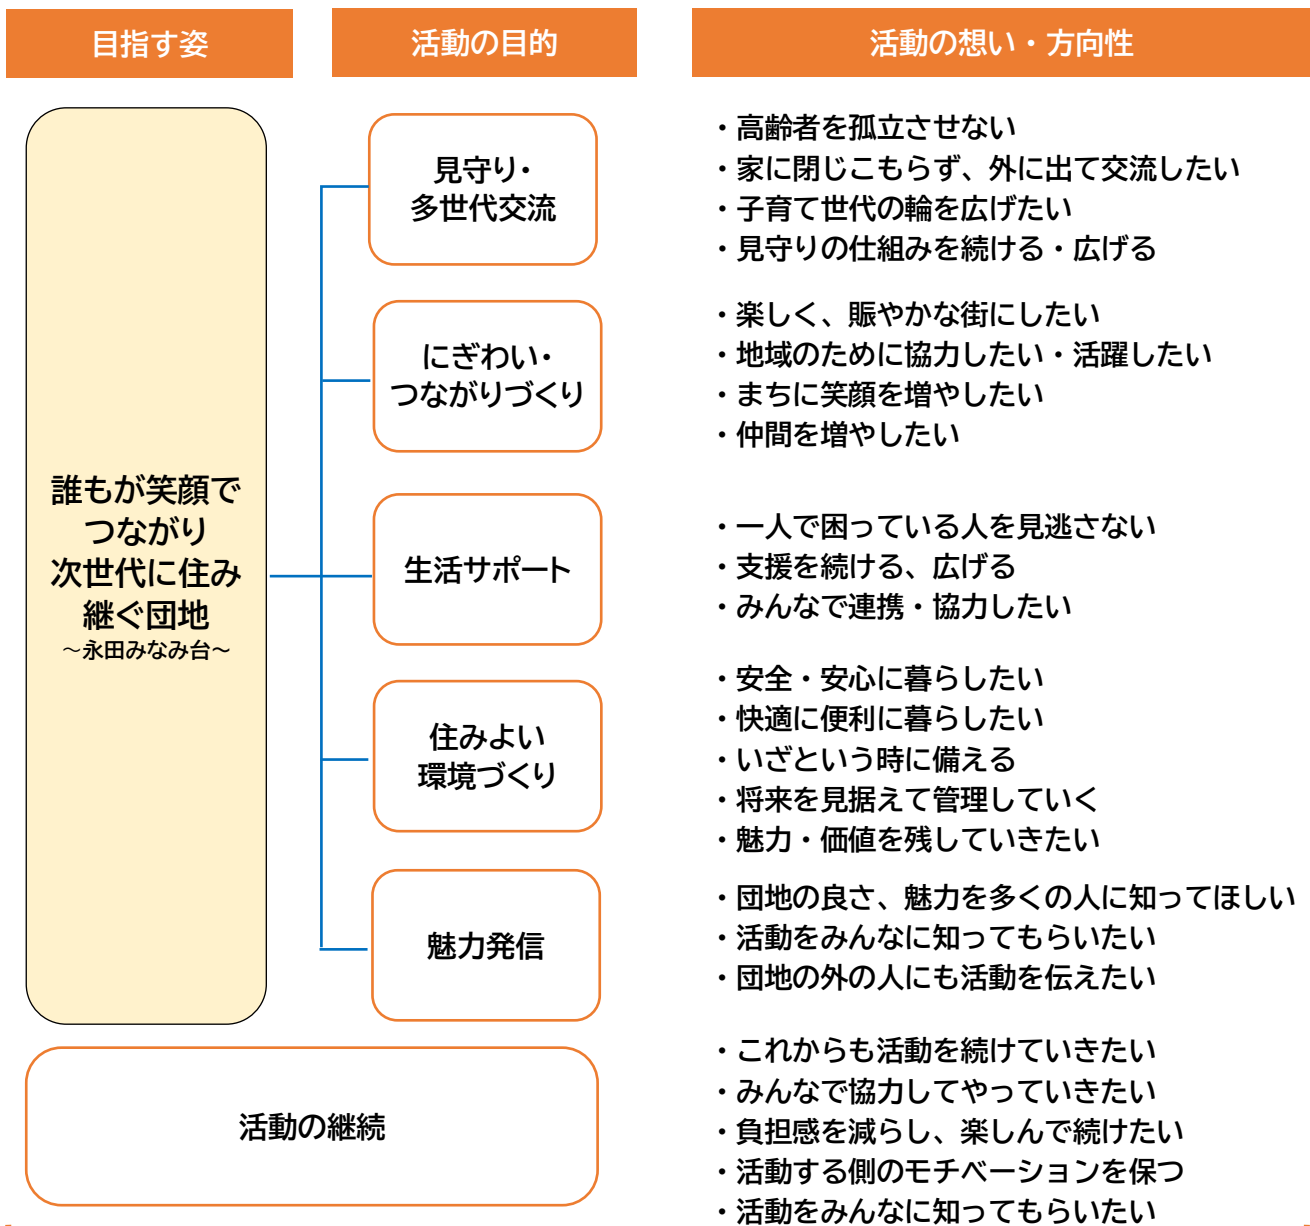 目指す姿
活動の目的
活動の想い・方向性
誰もが笑顔で
つながり
次世代に住み
継ぐ団地
～永田みなみ台～
見守り・
多世代交流
・高齢者を孤立させない
・家に閉じこもらず、外に出て交流したい
・子育て世代の輪を広げたい
・見守りの仕組みを続ける・広げる
にぎわい・
つながりづくり
・楽しく、賑やかな街にしたい
・地域のために協力したい・活躍したい
・まちに笑顔を増やしたい
・仲間を増やしたい
生活サポート
・一人で困っている人を見逃さない
・支援を続ける、広げる
・みんなで連携・協力したい
住みよい
環境づくり
・安全・安心に暮らしたい
・快適に便利に暮らしたい
・いざという時に備える
・将来を見据えて管理していく
・魅力・価値を残していきたい
魅力発信
・団地の良さ、魅力を多くの人に知ってほしい
・活動をみんなに知ってもらいたい
・団地の外の人にも活動を伝えたい
活動の継続
・これからも活動を続けていきたい
・みんなで協力してやっていきたい
・負担感を減らし、楽しんで続けたい
・活動する側のモチベーションを保つ
・活動をみんなに知ってもらいたい